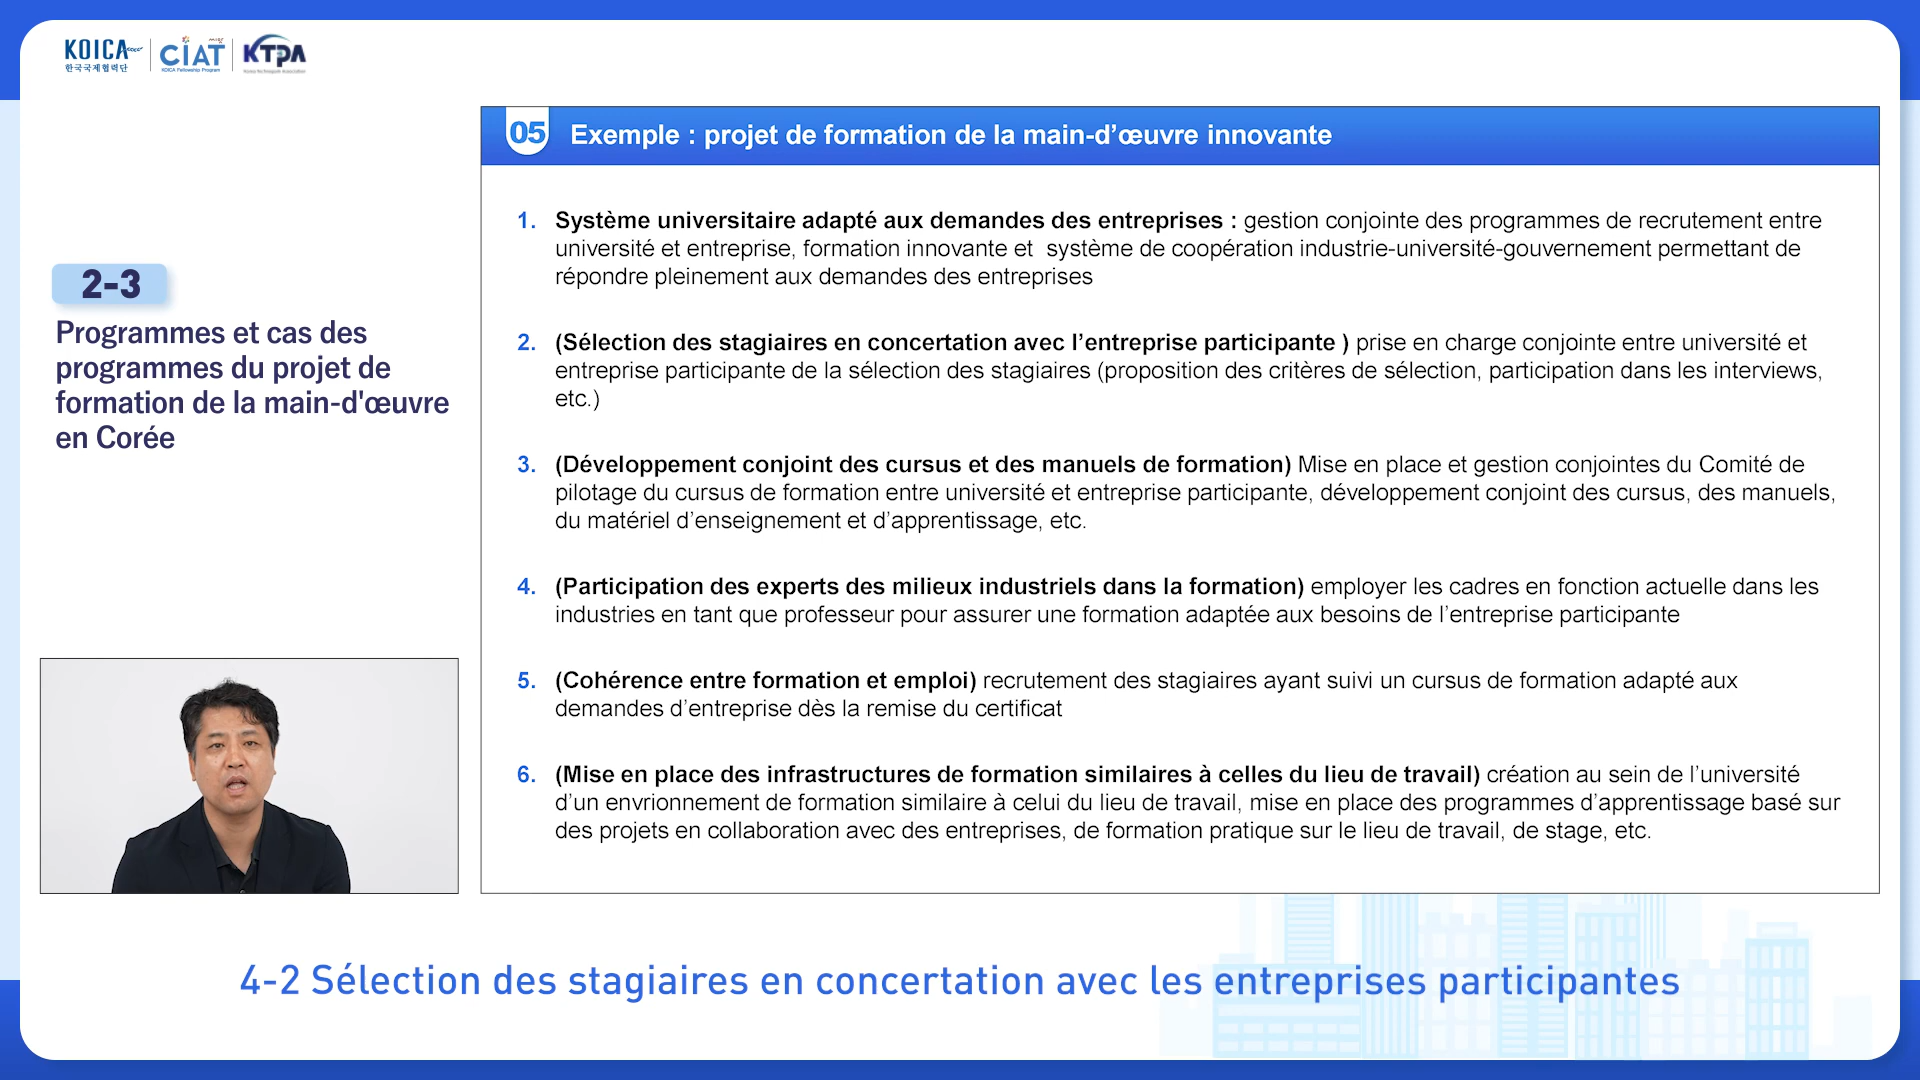 KOICA
한국국제협력단
CIAT
KOICA Fellowship Program
KTPA
05
Exemple : projet de formation de la main-d’œuvre innovante
2-3
Programmes et cas des
programmes du projet de
formation de la main-d'œuvre
en Corée
1. Système universitaire adapté aux demandes des entreprises : gestion conjointe des programmes de recrutement entre
université et entreprise, formation innovante et  système de coopération industrie-université-gouvernement permettant de
répondre pleinement aux demandes des entreprises
2. (Sélection des stagiaires en concertation avec l’entreprise participante ) prise en charge conjointe entre université et
entreprise participante de la sélection des stagiaires (proposition des critères de sélection, participation dans les interviews,
etc.)
3. (Développement conjoint des cursus et des manuels de formation) Mise en place et gestion conjointes du Comité de
pilotage du cursus de formation entre université et entreprise participante, développement conjoint des cursus, des manuels,
du matériel d’enseignement et d’apprentissage, etc.
4. (Participation des experts des milieux industriels dans la formation) employer les cadres en fonction actuelle dans les
industries en tant que professeur pour assurer une formation adaptée aux besoins de l’entreprise participante
5. (Cohérence entre formation et emploi) recrutement des stagiaires ayant suivi un cursus de formation adapté aux
demandes d’entreprise dès la remise du certificat
6. (Mise en place des infrastructures de formation similaires à celles du lieu de travail) création au sein de l’université
d’un envrionnement de formation similaire à celui du lieu de travail, mise en place des programmes d’apprentissage basé sur
des projets en collaboration avec des entreprises, de formation pratique sur le lieu de travail, de stage, etc.
4-2 Sélection des stagiaires en concertation avec les entreprises participantes